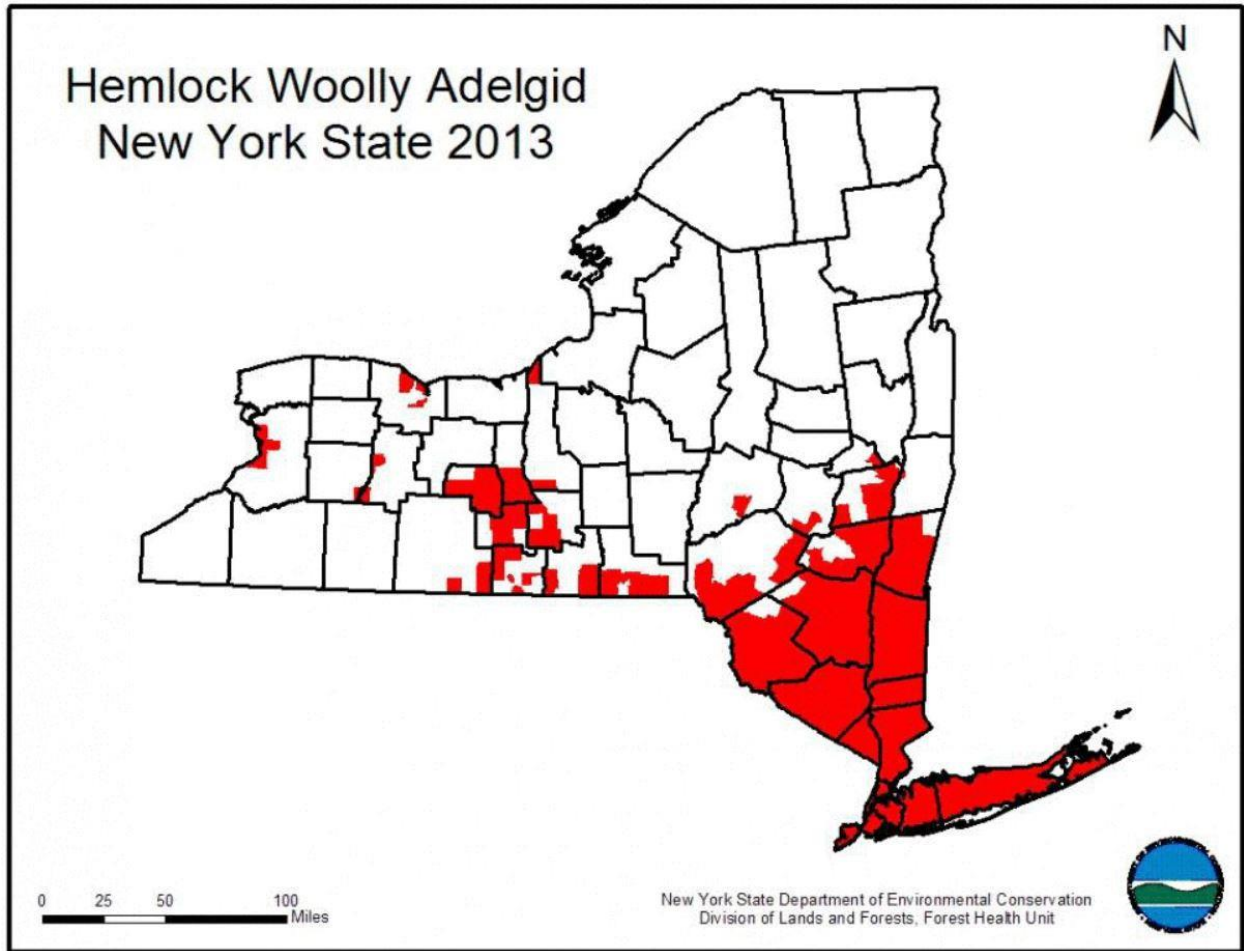 Hemlock Woolly Adelgid
New York State 2013
N
0 25 50 100
Miles
New York State Department of Environmental Conservation
Division of Lands and Forests, Forest Health Unit